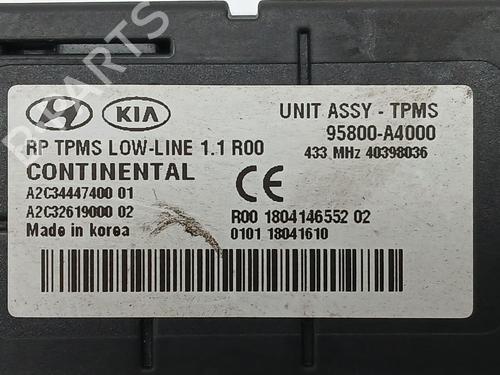 HYUNDAI KIA
RP TPMS LOW-LINE 1.1 R00
CONTINENTAL
A2C34447400 01
A2C32619000 02
Made in korea
UNIT ASSY - TPMS
95800-A4000
433 MHz 40398036
CE
R00 1804146552 02
0101 18041610
B-PARTS